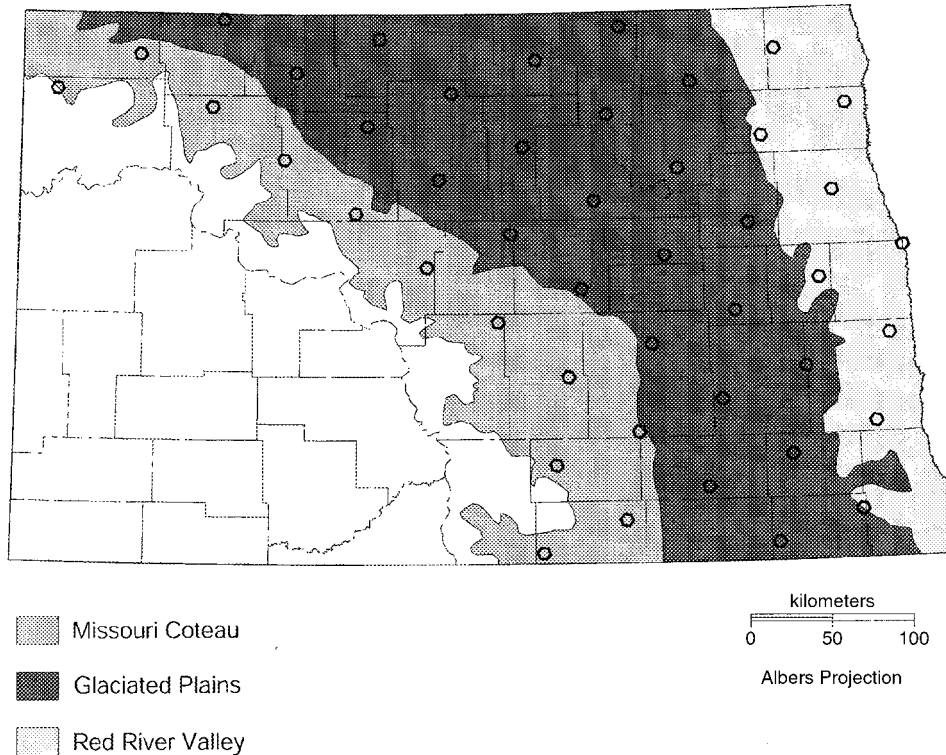 Missouri Coteau
Glaciated Plains
Red River Valley
kilometers
0 50 100
Albers Projection